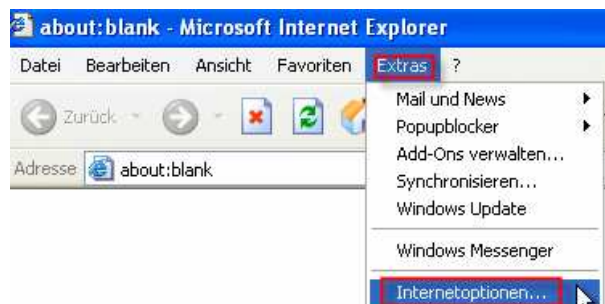 about:blank - Microsoft Internet Explorer
Datei Bearbeiten Ansicht Favoriten Extras ?
Zurück
Adresse about:blank
Mail und News
Popupblocker
Add-Ons verwalten...
Synchronisieren...
Windows Update
Windows Messenger
Internetoptionen...